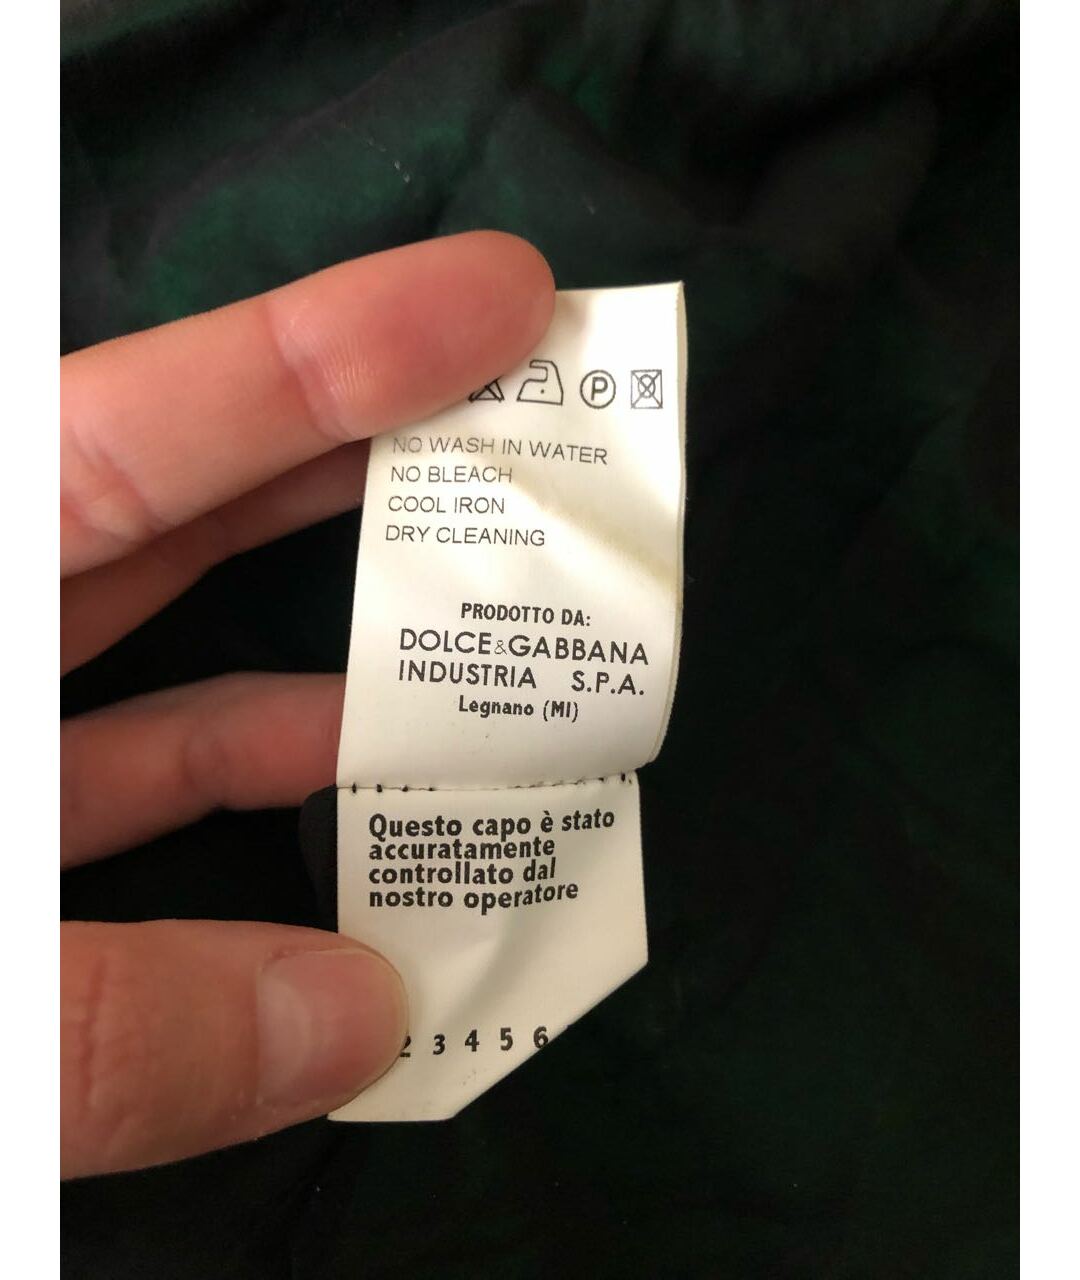 P
NO WASH IN WATER
NO BLEACH
COOL IRON
DRY CLEANING
PRODOTTO DA:
DOLCE&GABBANA
INDUSTRIA S.P.A.
Legnano (MI)
Questo capo è stato
accuratamente
controllato dal
nostro operatore
2 3 4 5 6